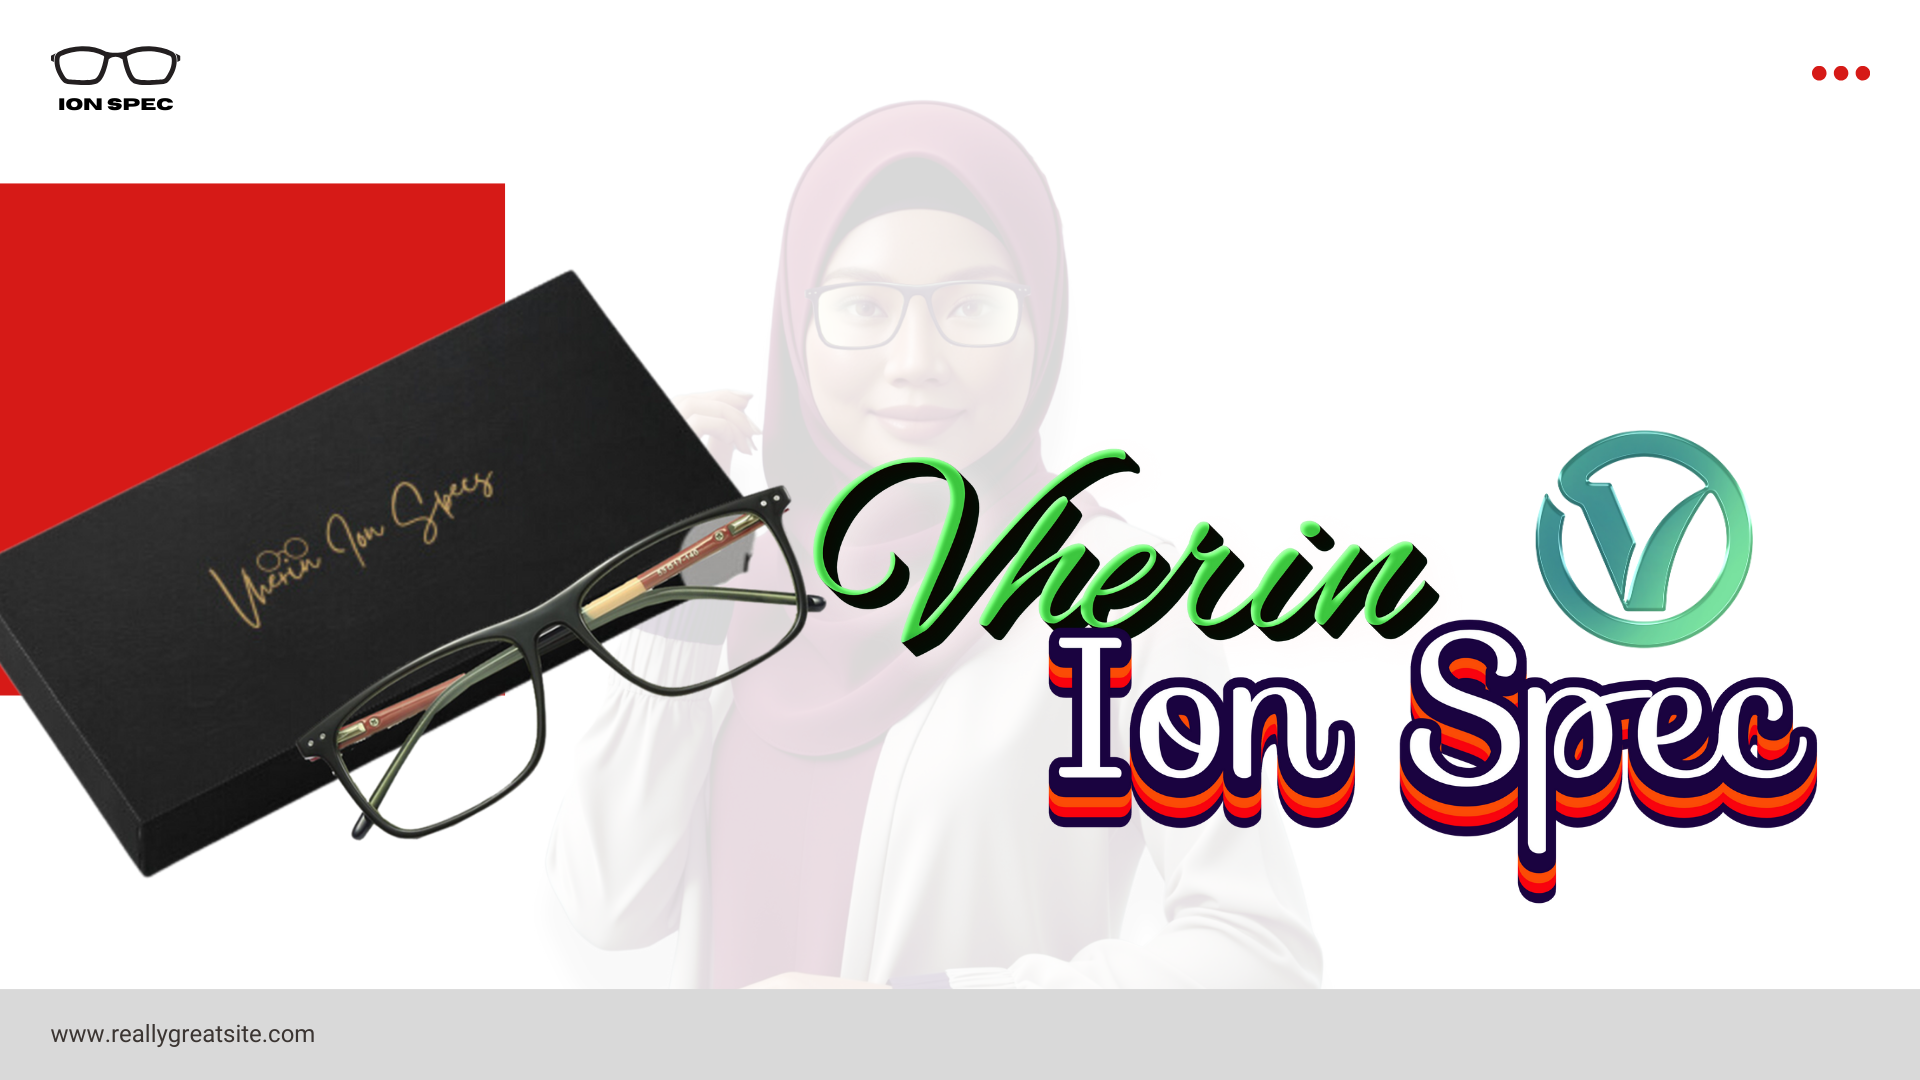 ION SPEC
Vherin Ion Specs
Vherin
V
Ion Spec
www.reallygreatsite.com